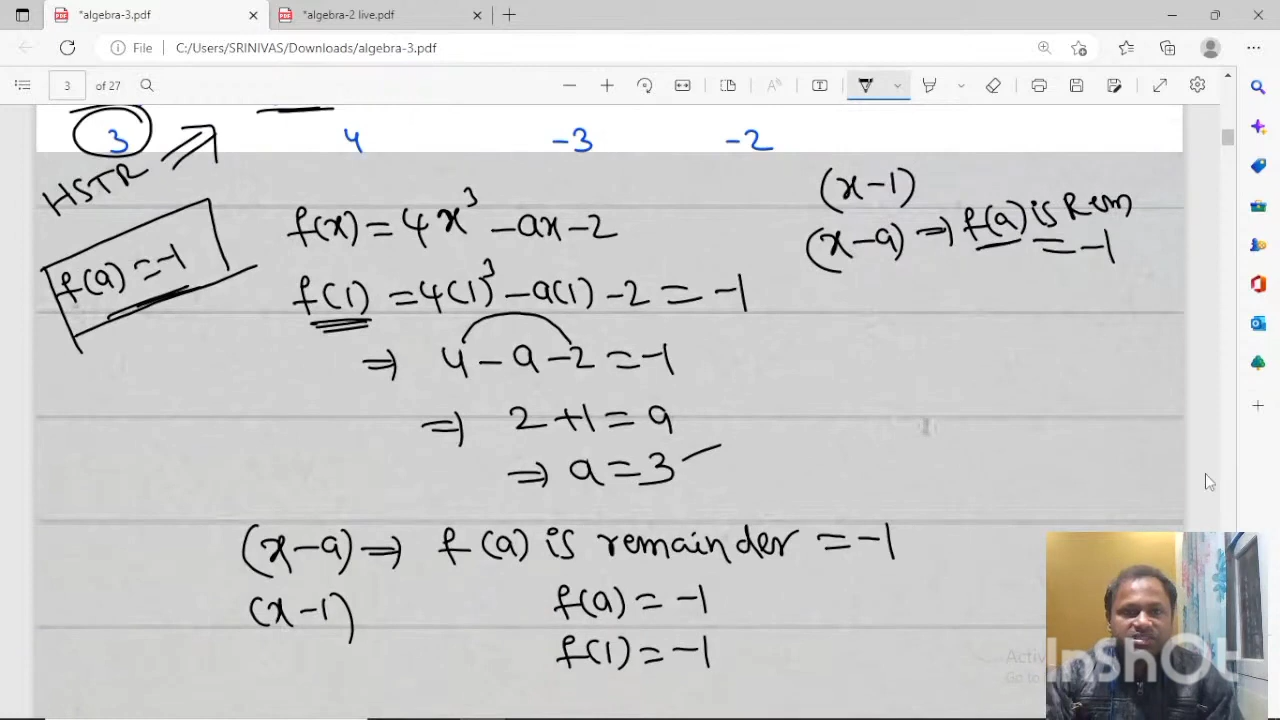 *algebra-3.pdf
*algebra-2 live.pdf
File C:/Users/SRINIVAS/Downloads/algebra-3.pdf
3 of 27
3 4 -3 -2
HSTR
f(a) = -1
(x-1)
(x-a) ⇒ f(a) is Rem = -1
f(x) = 4x³ - ax - 2
f(1) = 4(1)³ - a(1) - 2 = -1
⇒ 4 - a - 2 = -1
⇒ 2 + 1 = a
⇒ a = 3
(x-a) ⇒ f(a) is remainder = -1
(x-1) f(a) = -1
f(1) = -1
InShOt